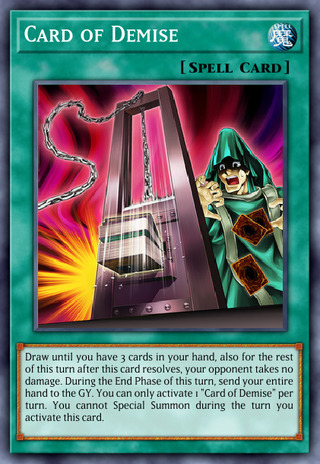 Card of Demise
[Spell Card]
Draw until you have 3 cards in your hand, also for the rest
of this turn after this card resolves, your opponent takes no
damage. During the End Phase of this turn, send your entire
hand to the GY. You can only activate 1 "Card of Demise" per
turn. You cannot Special Summon during the turn you
activate this card.